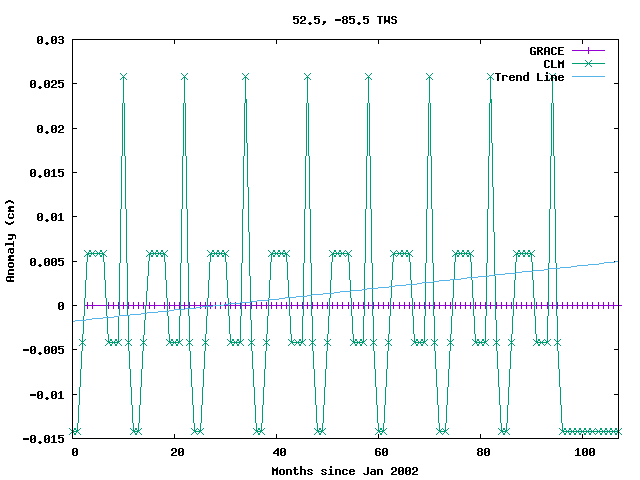 52.5, -85.5 TWS
GRACE
CLM
Trend Line
0.03
0.025
0.02
0.015
0.01
0.005
0
-0.005
-0.01
-0.015
Anomaly (cm)
0 20 40 60 80 100
Months since Jan 2002